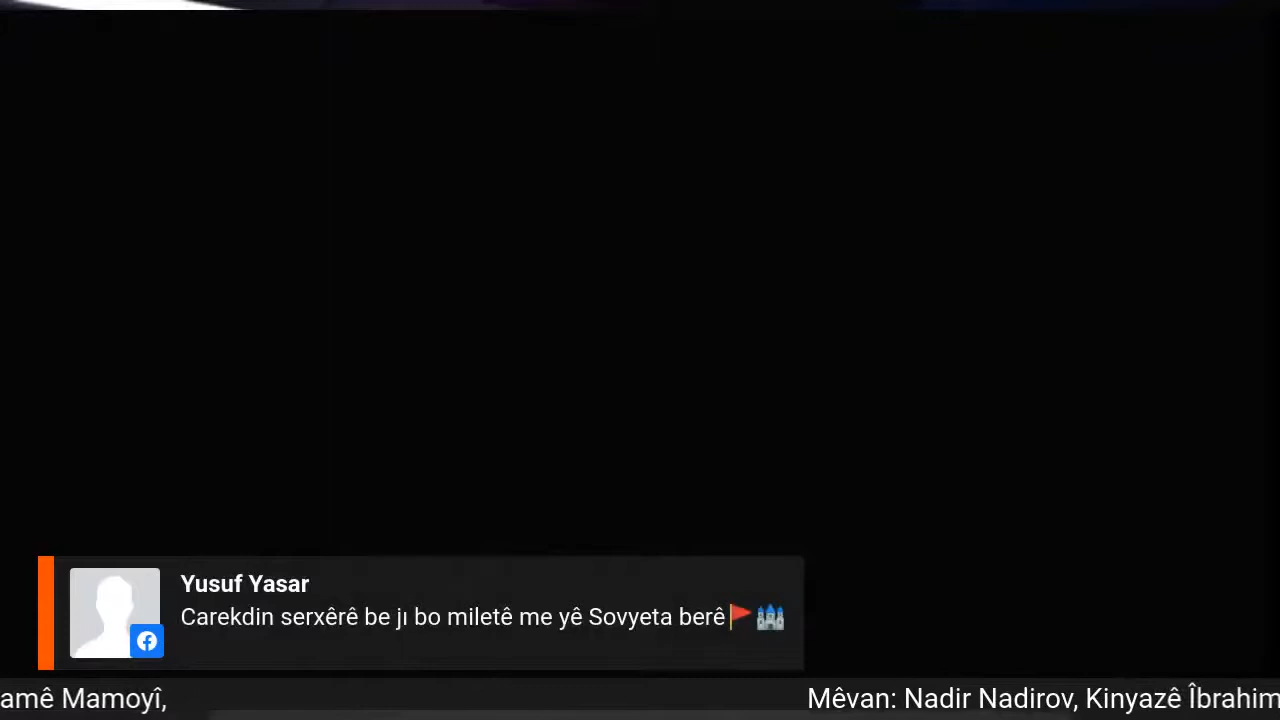 Yusuf Yasar
Carekdin serxêrê be jı bo miletê me yê Sovyeta berê🚩🏰
amê Mamoyî, Mêvan: Nadir Nadirov, Kinyazê Îbrahim